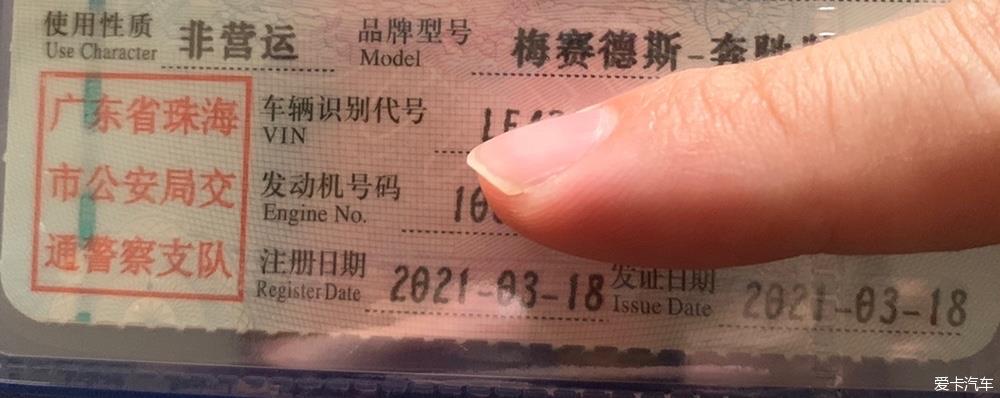 使用性质 非营运 品牌型号 梅赛德斯-奔驰
Use Character Model
广东省珠海
市公安局交
通警察支队
车辆识别代号
VIN
发动机号码
Engine No.
注册日期 2021-03-18 发证日期 2021-03-18
Register Date Issue Date
爱卡汽车